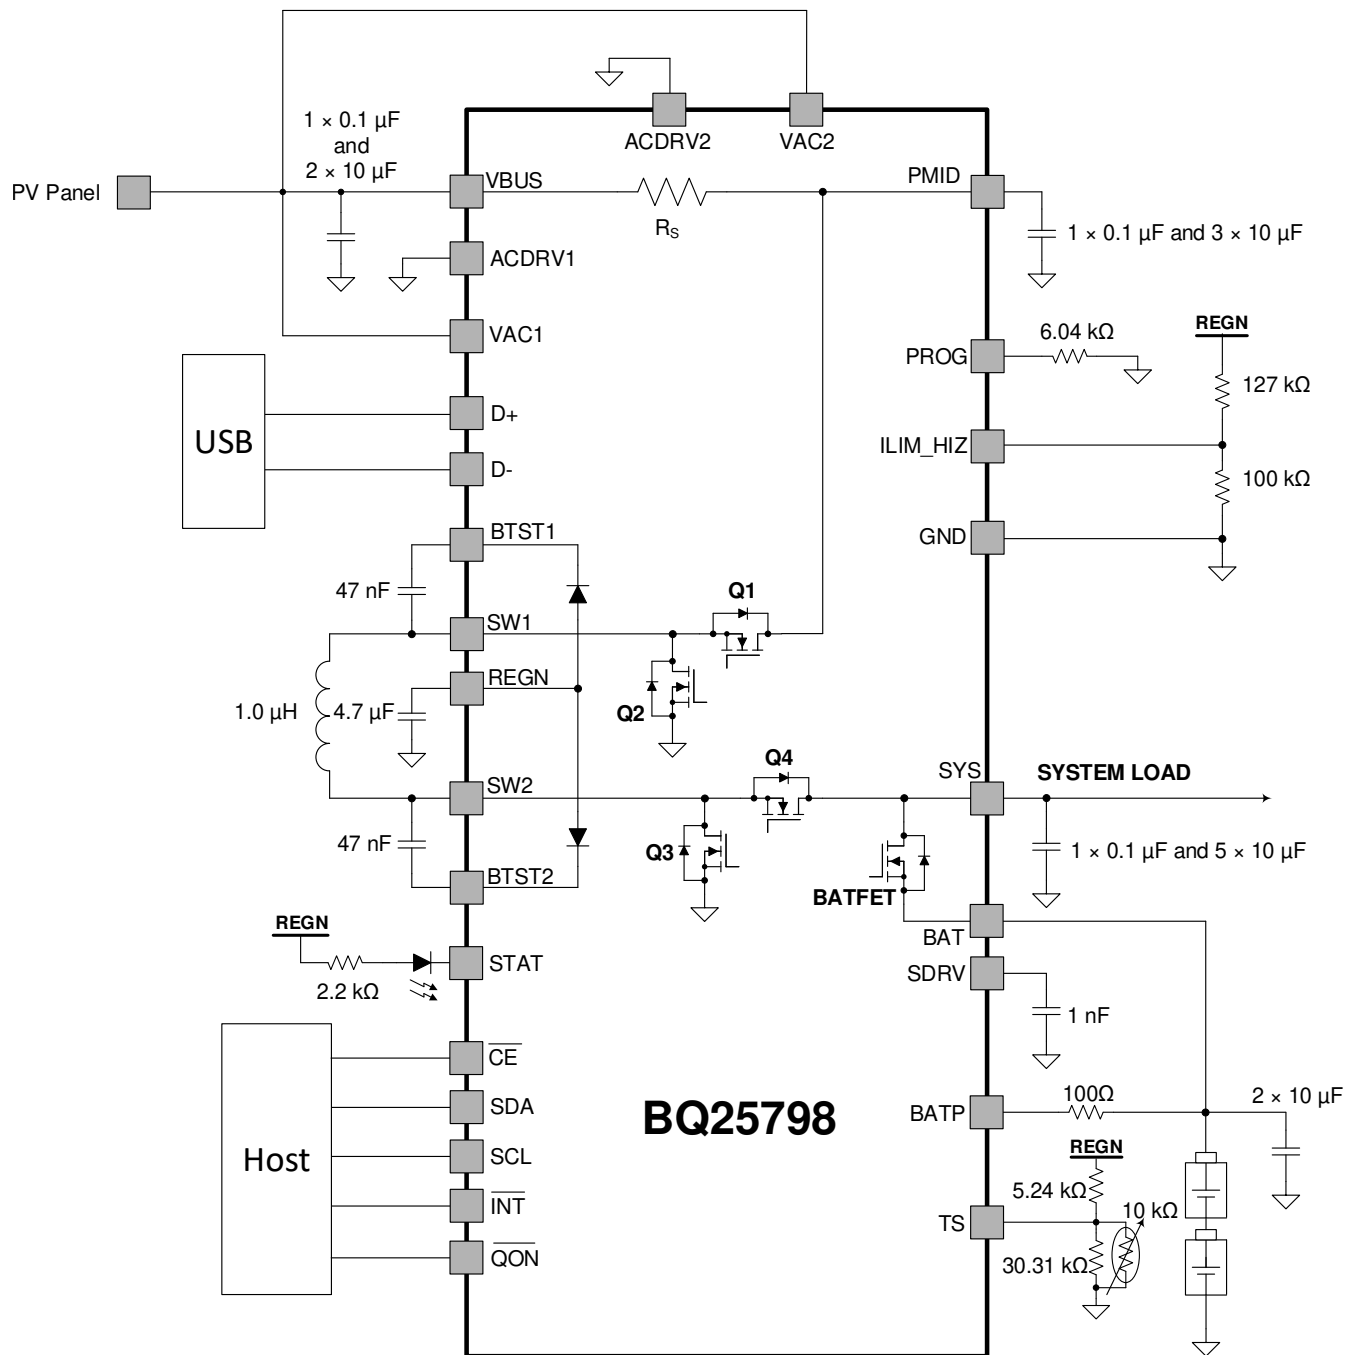 1 × 0.1 µF
and
2 × 10 µF
ACDRV2
VAC2
PV Panel
VBUS
RS
PMID
1 × 0.1 µF and 3 × 10 µF
ACDRV1
VAC1
PROG
6.04 kΩ
REGN
127 kΩ
USB
D+
D-
ILIM_HIZ
100 kΩ
GND
BTST1
47 nF
SW1
Q1
REGN
1.0 µH
4.7 µF
Q2
SW2
Q4
SYS
SYSTEM LOAD
47 nF
Q3
1 × 0.1 µF and 5 × 10 µF
BTST2
BATFET
BAT
REGN
STAT
2.2 kΩ
SDRV
1 nF
Host
CE
SDA
SCL
INT
QON
BQ25798
BATP
100Ω
2 × 10 µF
REGN
5.24 kΩ
TS
10 kΩ
30.31 kΩ